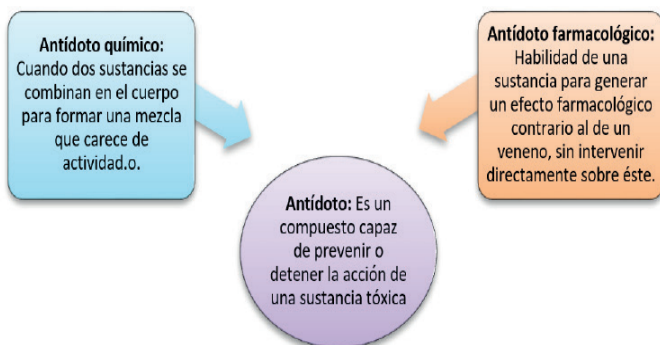 Antídoto químico:
Cuando dos sustancias se
combinan en el cuerpo
para formar una mezcla
que carece de
actividad.o.
Antídoto farmacológico:
Habilidad de una
sustancia para generar
un efecto farmacológico
contrario al de un
veneno, sin intervenir
directamente sobre éste.
Antídoto: Es un
compuesto capaz
de prevenir o
detener la acción de
una sustancia tóxica